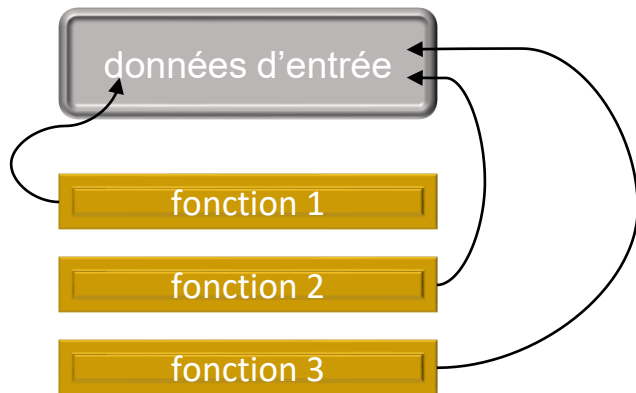 données d’entrée
fonction 1
fonction 2
fonction 3